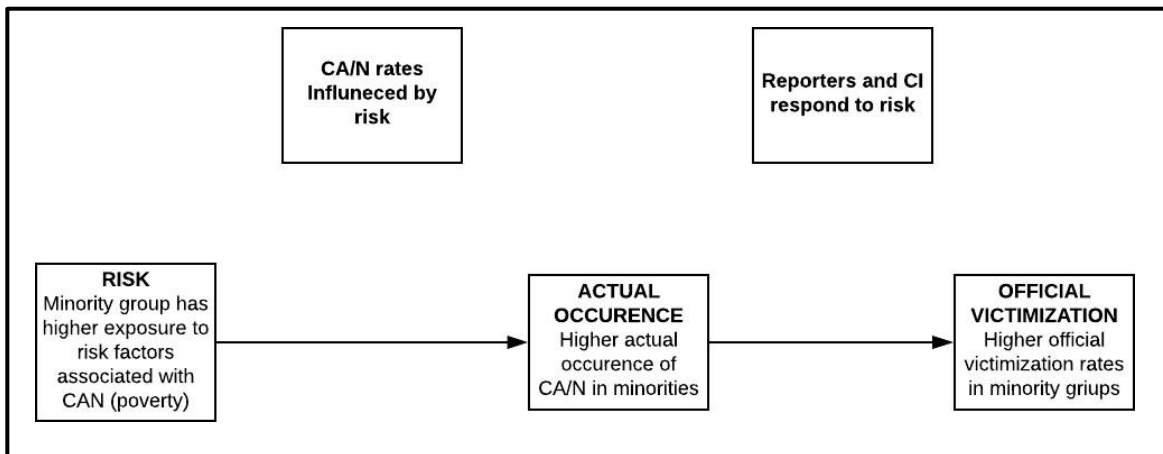 CA/N rates
Influneced by
risk
Reporters and CI
respond to risk
RISK
Minority group has
higher exposure to
risk factors
associated with
CAN (poverty)
ACTUAL
OCCURENCE
Higher actual
occurence of
CA/N in minorities
OFFICIAL
VICTIMIZATION
Higher official
victimization rates
in minority griups